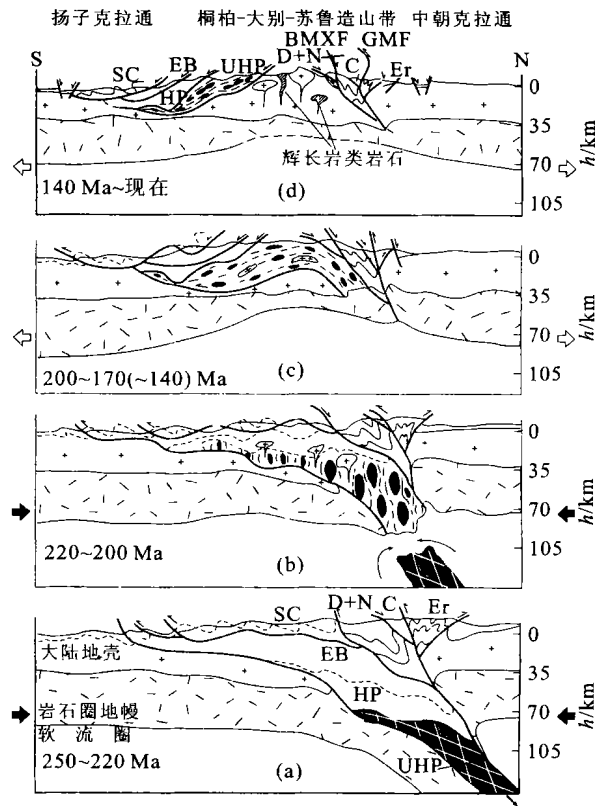 扬子克拉通 桐柏-大别-苏鲁造山带 中朝克拉通
BMXF GMF
S SC EB UHP D+N C Er N
HP
0
35
70
105
h/km
辉长岩类岩石
140 Ma~现在 (d)
0
35
70
105
h/km
200~170(~140) Ma (c)
0
35
70
105
h/km
220~200 Ma (b)
SC D+N C Er
EB
大陆地壳
HP
岩石圈地幔
软流圈
UHP
0
35
70
105
h/km
250~220 Ma (a)